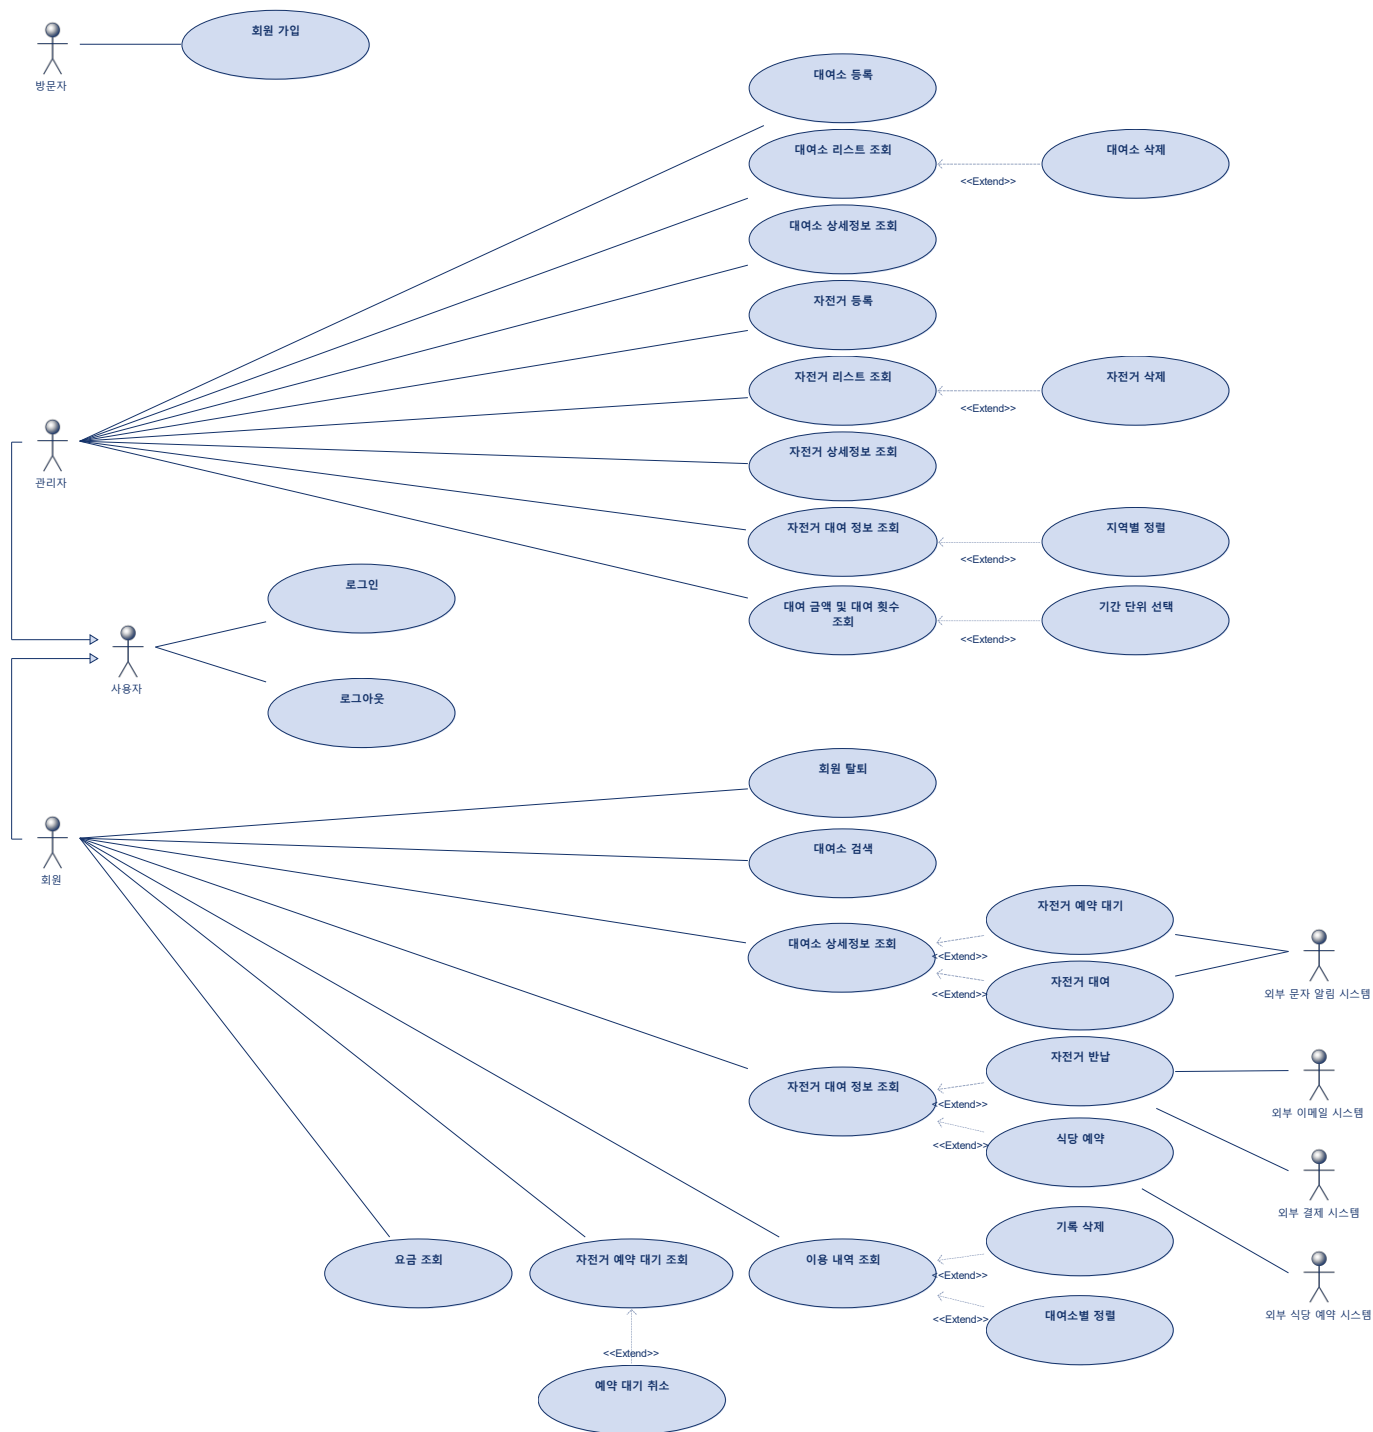 회원 가입
방문자
대여소 등록
대여소 리스트 조회
대여소 삭제
<<Extend>>
대여소 상세정보 조회
자전거 등록
자전거 리스트 조회
자전거 삭제
<<Extend>>
관리자
자전거 상세정보 조회
자전거 대여 정보 조회
지역별 정렬
<<Extend>>
로그인
대여 금액 및 대여 횟수
조회
기간 단위 선택
<<Extend>>
사용자
로그아웃
회원 탈퇴
대여소 검색
회원
자전거 예약 대기
대여소 상세정보 조회
<<Extend>>
자전거 대여
<<Extend>>
외부 문자 알림 시스템
자전거 반납
자전거 대여 정보 조회
<<Extend>>
외부 이메일 시스템
식당 예약
<<Extend>>
외부 결제 시스템
기록 삭제
요금 조회
자전거 예약 대기 조회
이용 내역 조회
<<Extend>>
대여소별 정렬
<<Extend>>
외부 식당 예약 시스템
<<Extend>>
예약 대기 취소